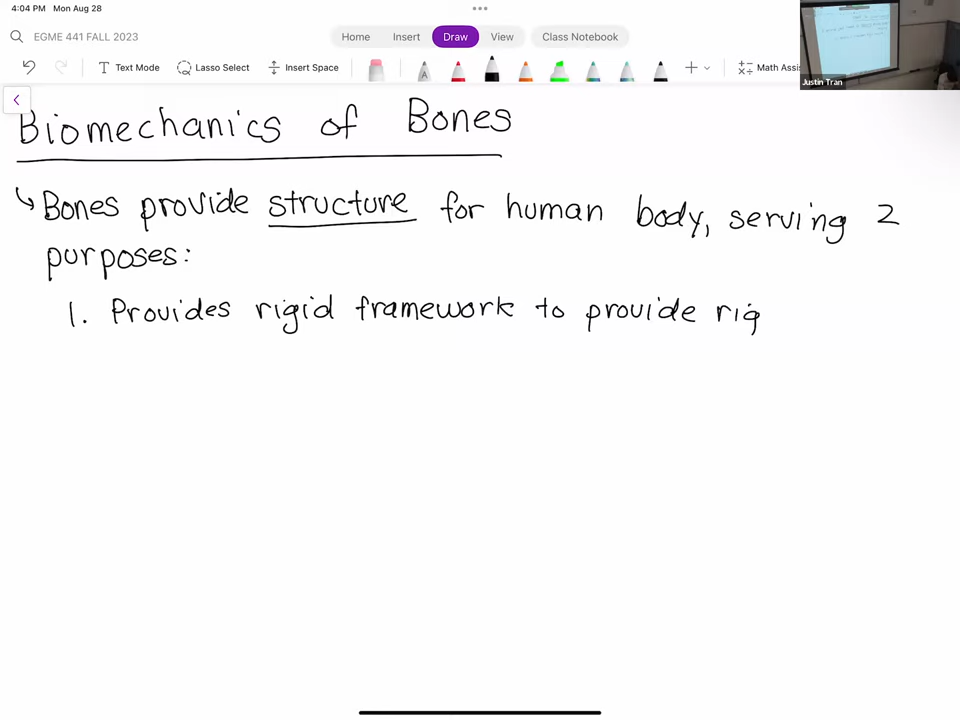 4:04 PM Mon Aug 28
EGME 441 FALL 2023
Home Insert Draw View Class Notebook
Text Mode Lasso Select Insert Space Math Assis
Justin Tran
Biomechanics of Bones
↳ Bones provide structure for human body, serving 2
purposes:
1. Provides rigid framework to provide rig